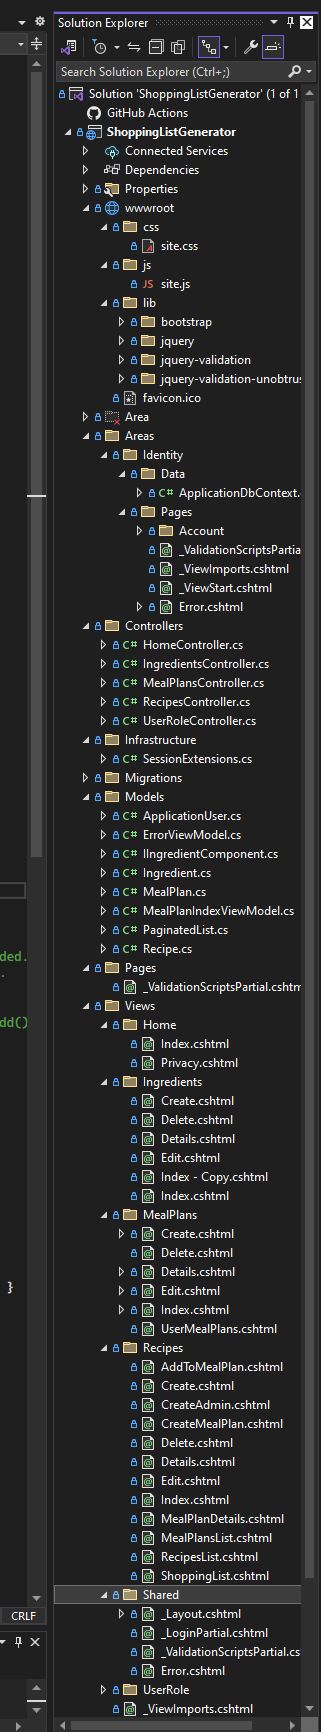 Solution Explorer
Search Solution Explorer (Ctrl+;)
Solution 'ShoppingListGenerator' (1 of 1
GitHub Actions
ShoppingListGenerator
Connected Services
Dependencies
Properties
wwwroot
css
site.css
js
JS site.js
lib
bootstrap
jquery
jquery-validation
jquery-validation-unobtrus
favicon.ico
Area
Areas
Identity
Data
C# ApplicationDbContext.
Pages
Account
_ValidationScriptsPartia
_ViewImports.cshtml
_ViewStart.cshtml
Error.cshtml
Controllers
C# HomeController.cs
C# IngredientsController.cs
C# MealPlansController.cs
C# RecipesController.cs
C# UserRoleController.cs
Infrastructure
C# SessionExtensions.cs
Migrations
Models
C# ApplicationUser.cs
C# ErrorViewModel.cs
C# IIngredientComponent.cs
C# Ingredient.cs
C# MealPlan.cs
C# MealPlanIndexViewModel.cs
C# PaginatedList.cs
C# Recipe.cs
ded.
Pages
.
_ValidationScriptsPartial.cshtm
Views
dd()
Home
Index.cshtml
Privacy.cshtml
Ingredients
Create.cshtml
Delete.cshtml
Details.cshtml
Edit.cshtml
Index - Copy.cshtml
Index.cshtml
MealPlans
Create.cshtml
Delete.cshtml
Details.cshtml
}
Edit.cshtml
Index.cshtml
UserMealPlans.cshtml
Recipes
AddToMealPlan.cshtml
Create.cshtml
CreateAdmin.cshtml
CreateMealPlan.cshtml
Delete.cshtml
Details.cshtml
Edit.cshtml
Index.cshtml
MealPlanDetails.cshtml
MealPlansList.cshtml
RecipesList.cshtml
ShoppingList.cshtml
Shared
CRLF
_Layout.cshtml
_LoginPartial.cshtml
_ValidationScriptsPartial.cs
Error.cshtml
UserRole
_ViewImports.cshtml